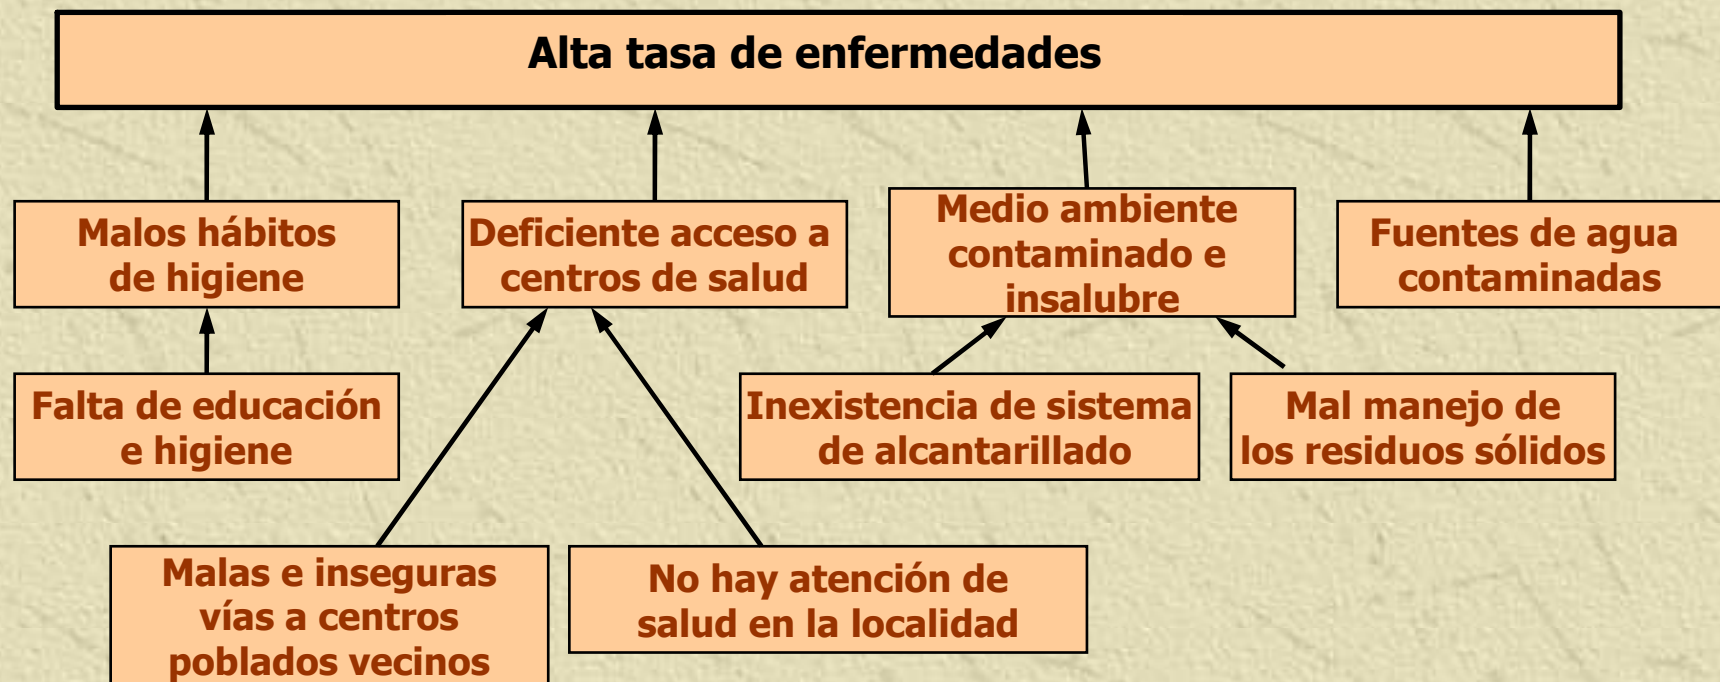 Alta tasa de enfermedades
Malos hábitos
de higiene
Deficiente acceso a
centros de salud
Medio ambiente
contaminado e
insalubre
Fuentes de agua
contaminadas
Falta de educación
e higiene
Inexistencia de sistema
de alcantarillado
Mal manejo de
los residuos sólidos
Malas e inseguras
vías a centros
poblados vecinos
No hay atención de
salud en la localidad